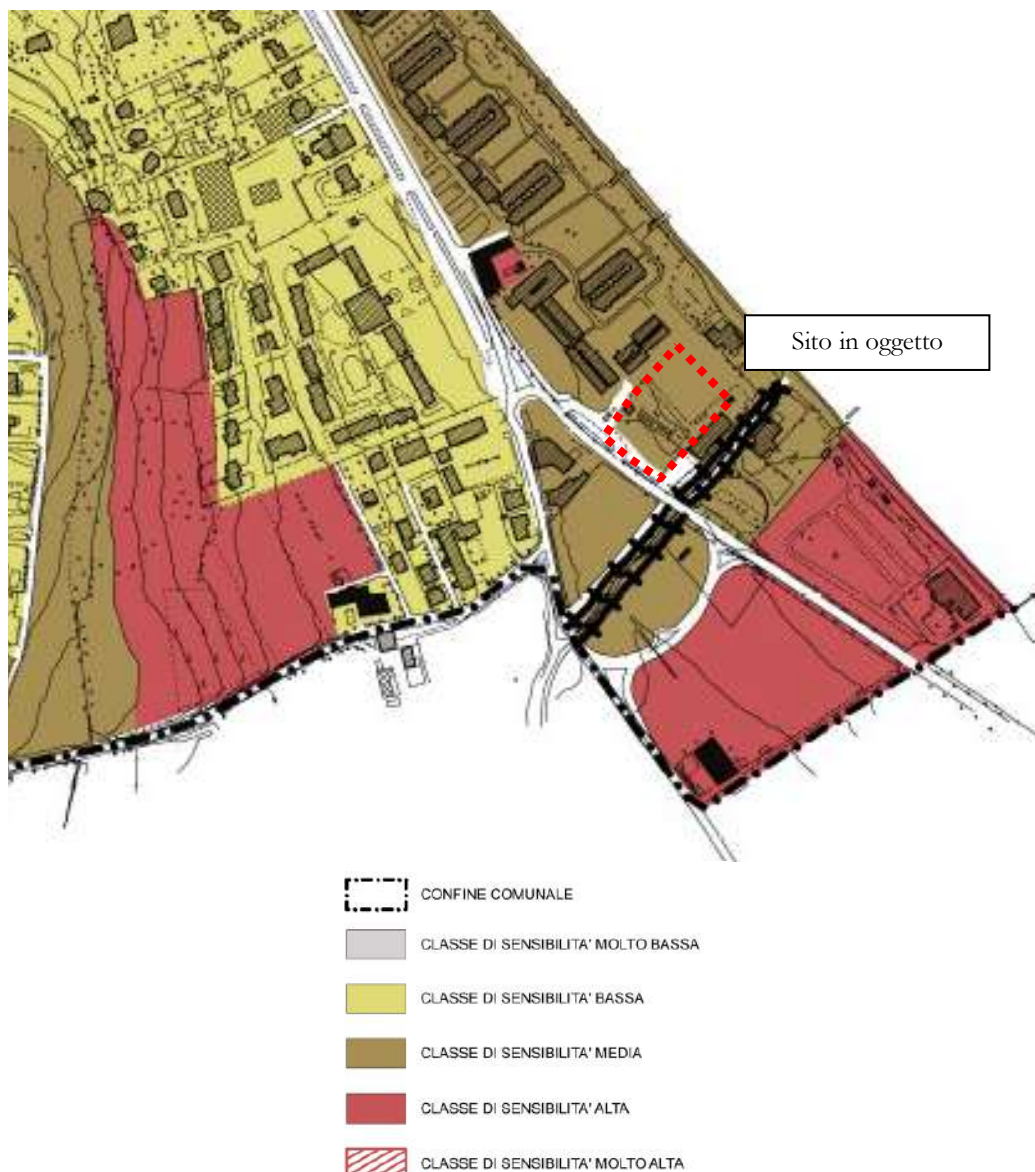 Sito in oggetto
CONFINE COMUNALE
CLASSE DI SENSIBILITA' MOLTO BASSA
CLASSE DI SENSIBILITA' BASSA
CLASSE DI SENSIBILITA' MEDIA
CLASSE DI SENSIBILITA' ALTA
CLASSE DI SENSIBILITA' MOLTO ALTA